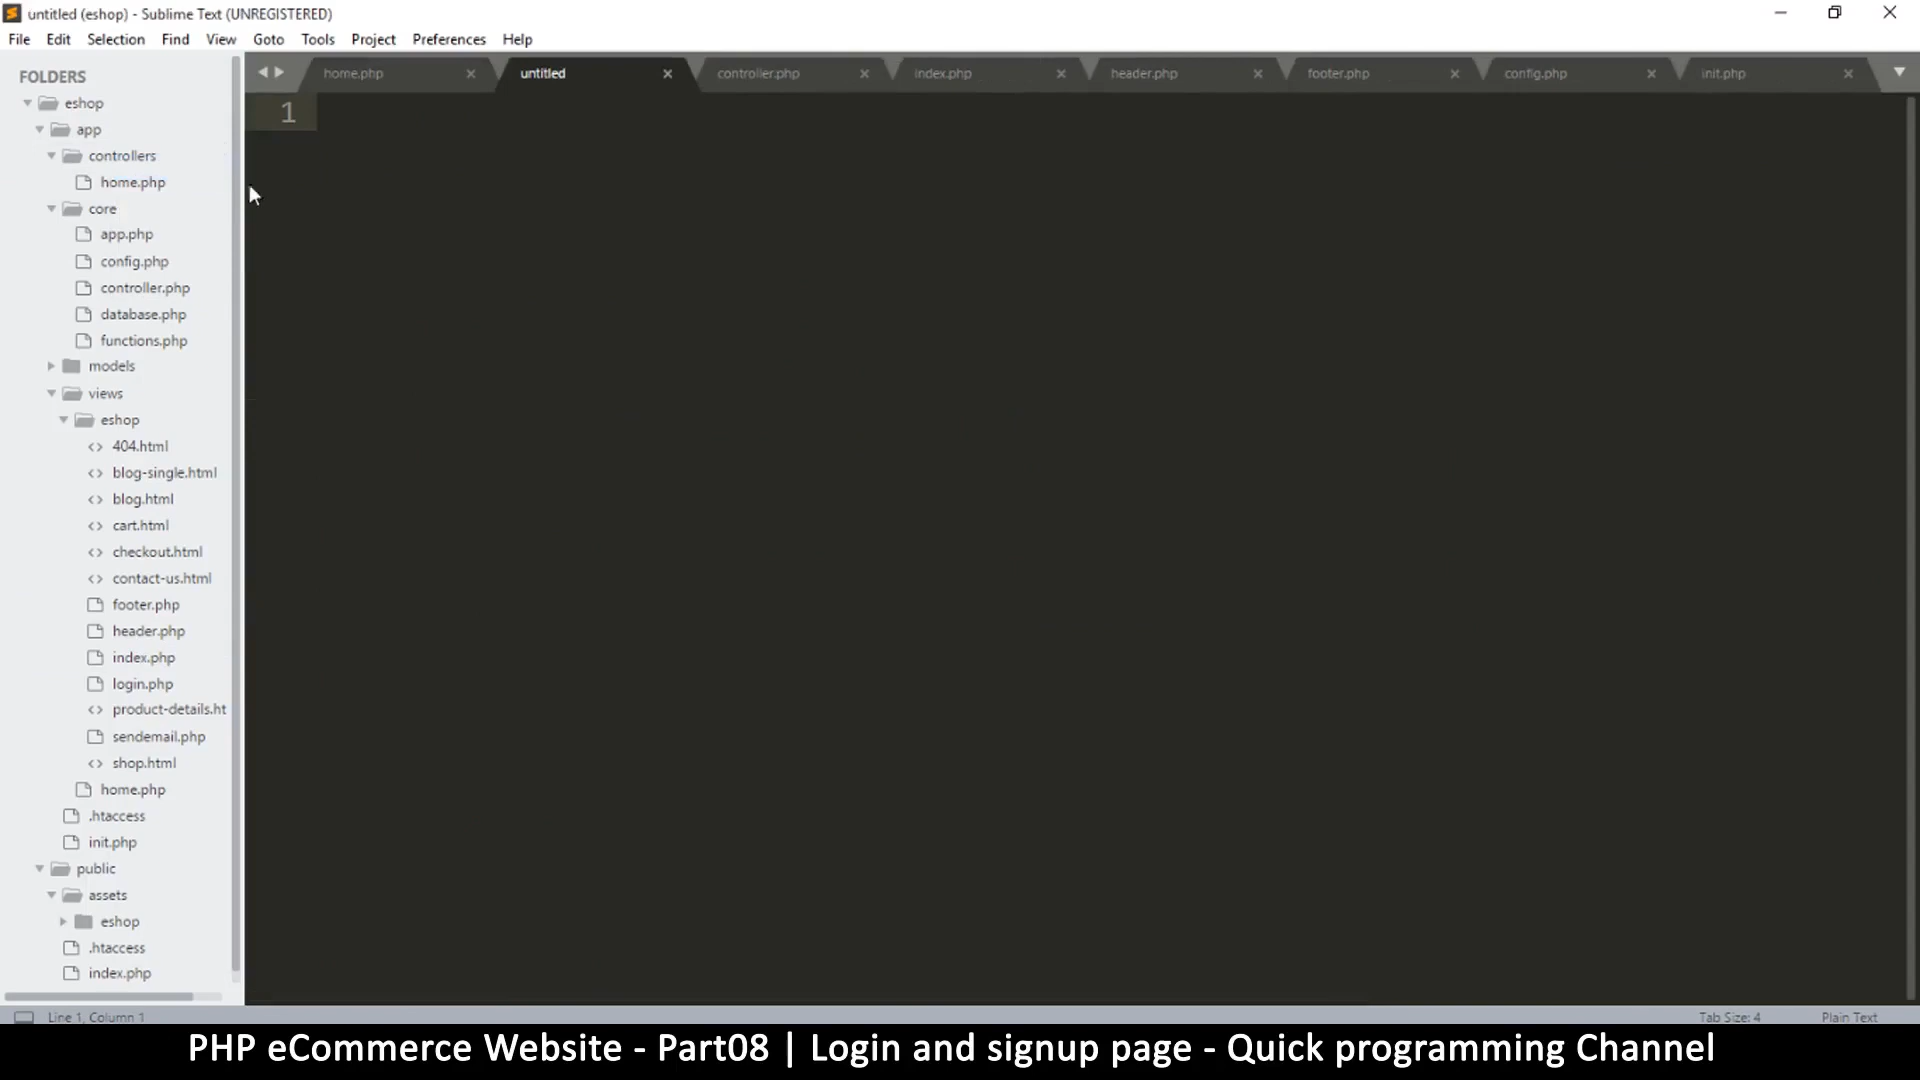 untitled (eshop) - Sublime Text (UNREGISTERED)
File Edit Selection Find View Goto Tools Project Preferences Help
FOLDERS
home.php untitled controller.php index.php header.php footer.php config.php init.php
1
eshop
app
controllers
home.php
core
app.php
config.php
controller.php
database.php
functions.php
models
views
eshop
404.html
blog-single.html
blog.html
cart.html
checkout.html
contact-us.html
footer.php
header.php
index.php
login.php
product-details.ht
sendemail.php
shop.html
home.php
.htaccess
init.php
public
assets
eshop
.htaccess
index.php
Line 1, Column 1 Tab Size: 4 Plain Text
PHP eCommerce Website - Part08 | Login and signup page - Quick programming Channel